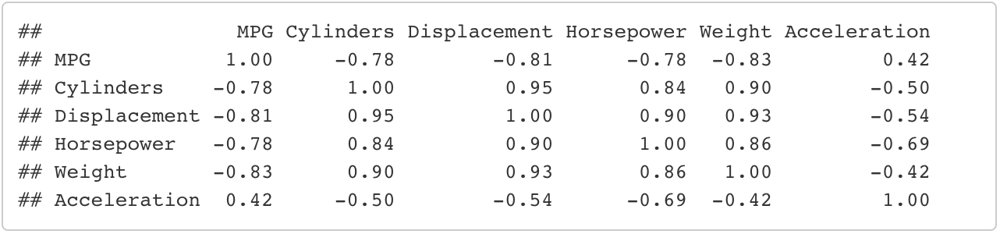 ##               MPG Cylinders Displacement Horsepower Weight Acceleration
## MPG           1.00     -0.78        -0.81      -0.78  -0.83         0.42
## Cylinders    -0.78      1.00         0.95       0.84   0.90        -0.50
## Displacement -0.81      0.95         1.00       0.90   0.93        -0.54
## Horsepower   -0.78      0.84         0.90       1.00   0.86        -0.69
## Weight       -0.83      0.90         0.93       0.86   1.00        -0.42
## Acceleration  0.42     -0.50        -0.54      -0.69  -0.42         1.00